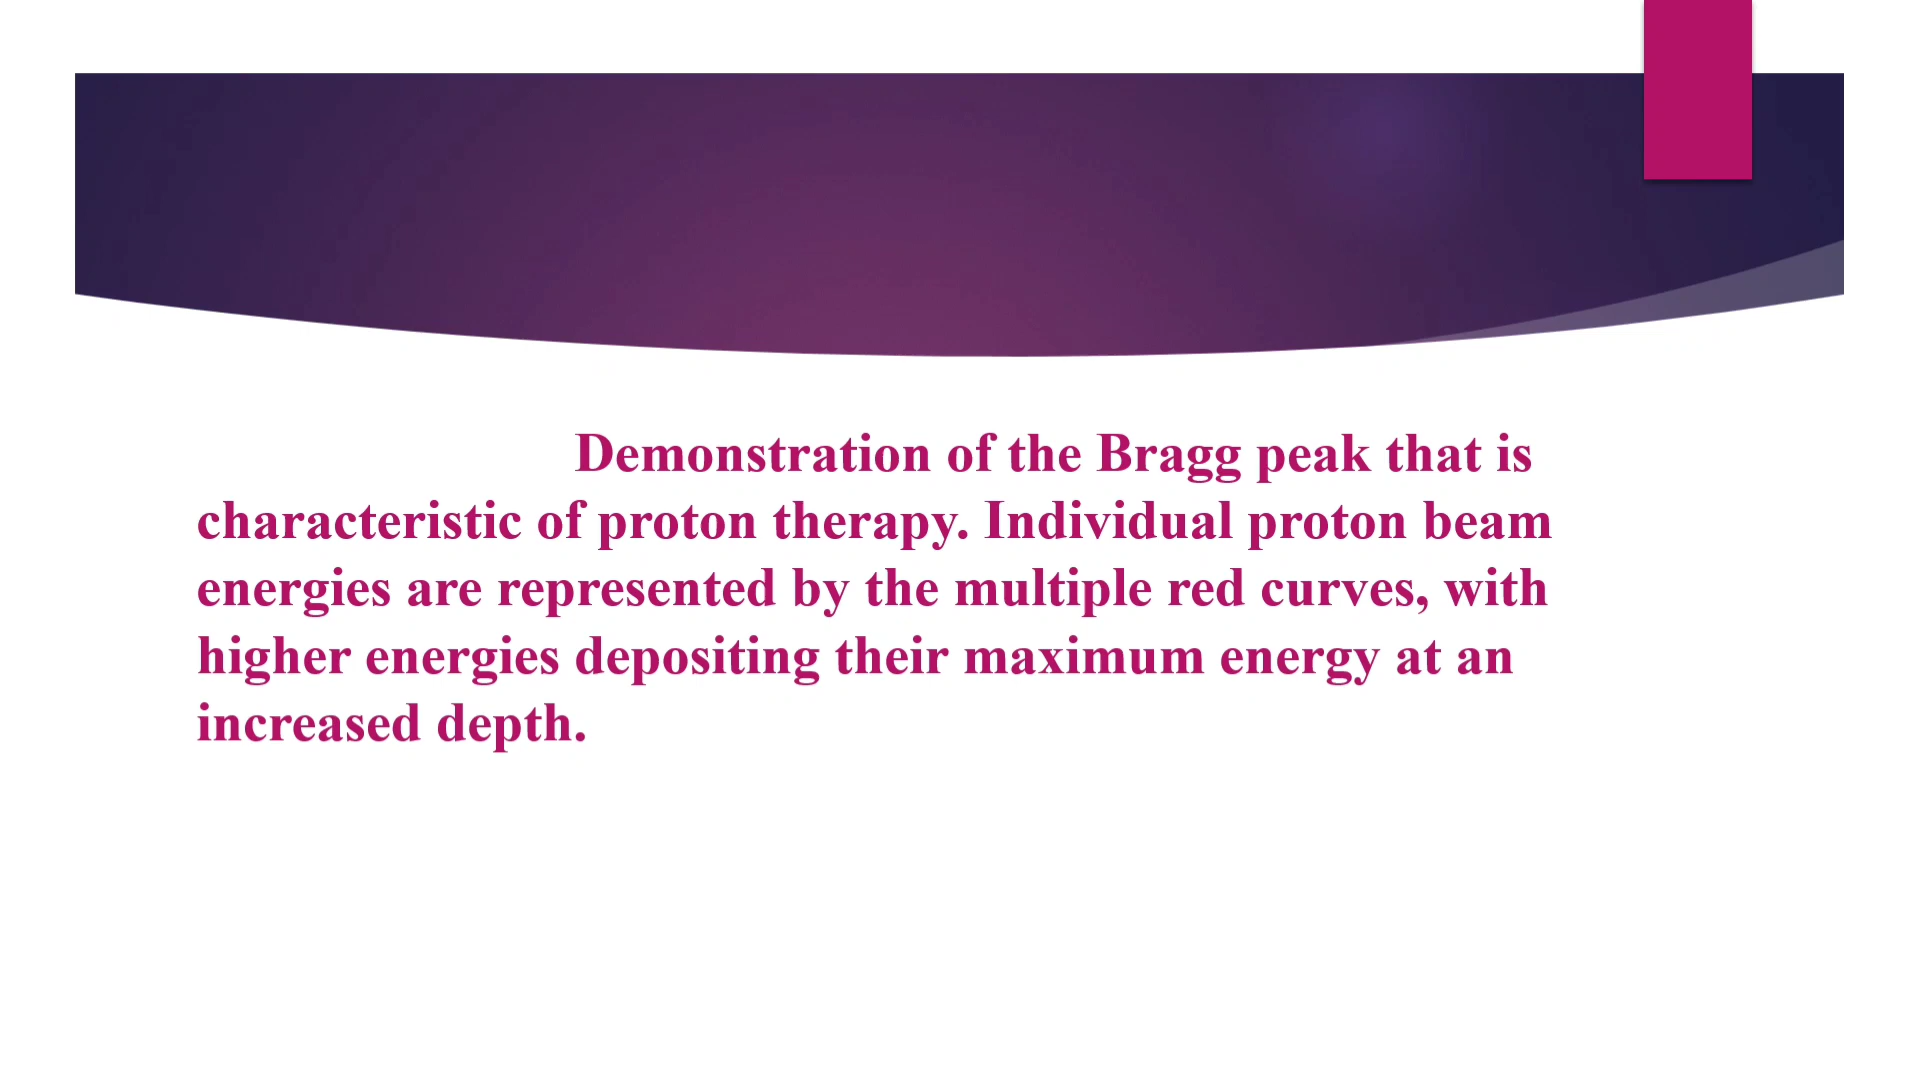 Demonstration of the Bragg peak that is
characteristic of proton therapy. Individual proton beam
energies are represented by the multiple red curves, with
higher energies depositing their maximum energy at an
increased depth.